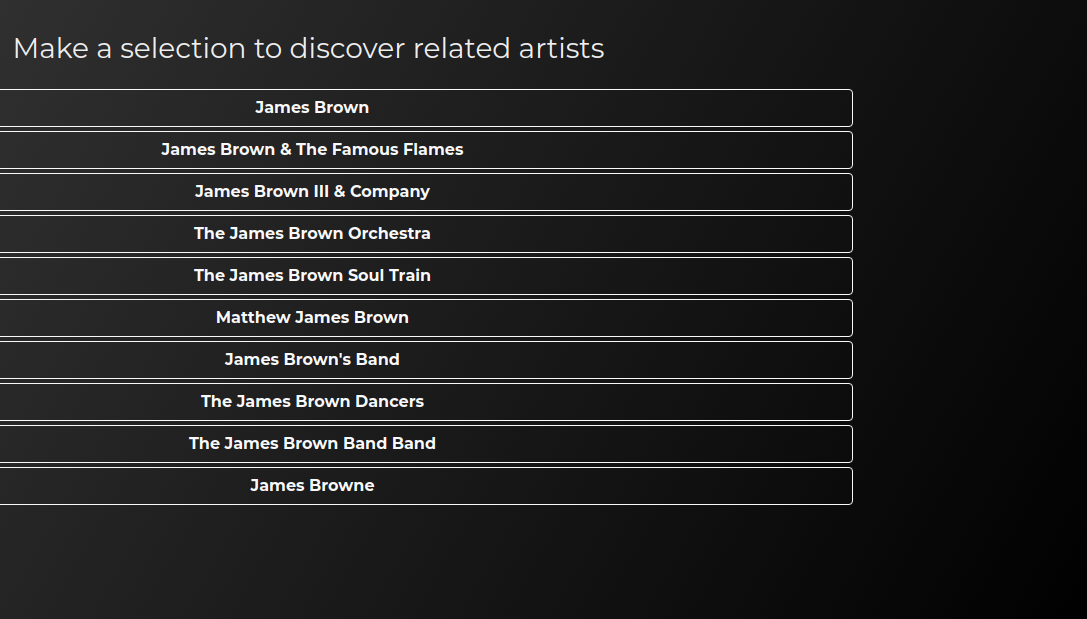 Make a selection to discover related artists
James Brown
James Brown & The Famous Flames
James Brown III & Company
The James Brown Orchestra
The James Brown Soul Train
Matthew James Brown
James Brown's Band
The James Brown Dancers
The James Brown Band Band
James Browne